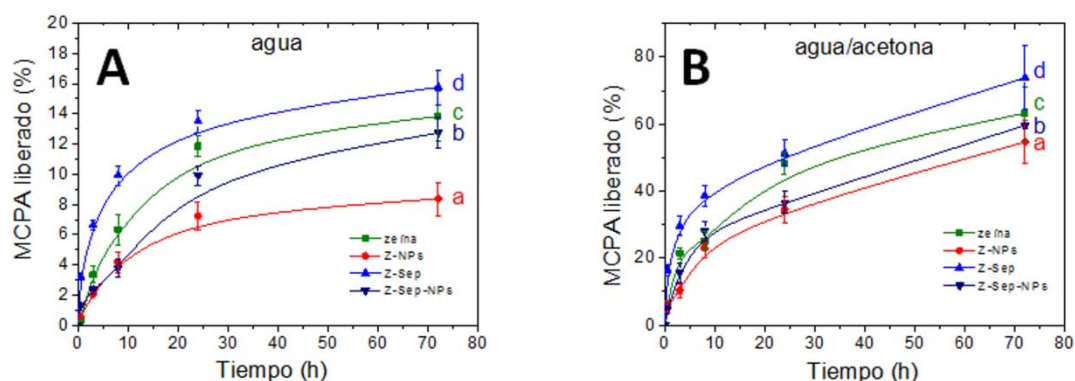 A
agua
MCPA liberado (%)
20
18
16
14
12
10
8
6
4
2
0
d
c
b
a
zeína
Z-NPs
Z-Sep
Z-Sep-NPs
0 10 20 30 40 50 60 70 80
Tiempo (h)
B
agua/acetona
MCPA liberado (%)
80
60
40
20
0
d
c
b
a
zeína
Z-NPs
Z-Sep
Z-Sep-NPs
0 10 20 30 40 50 60 70 80
Tiempo (h)